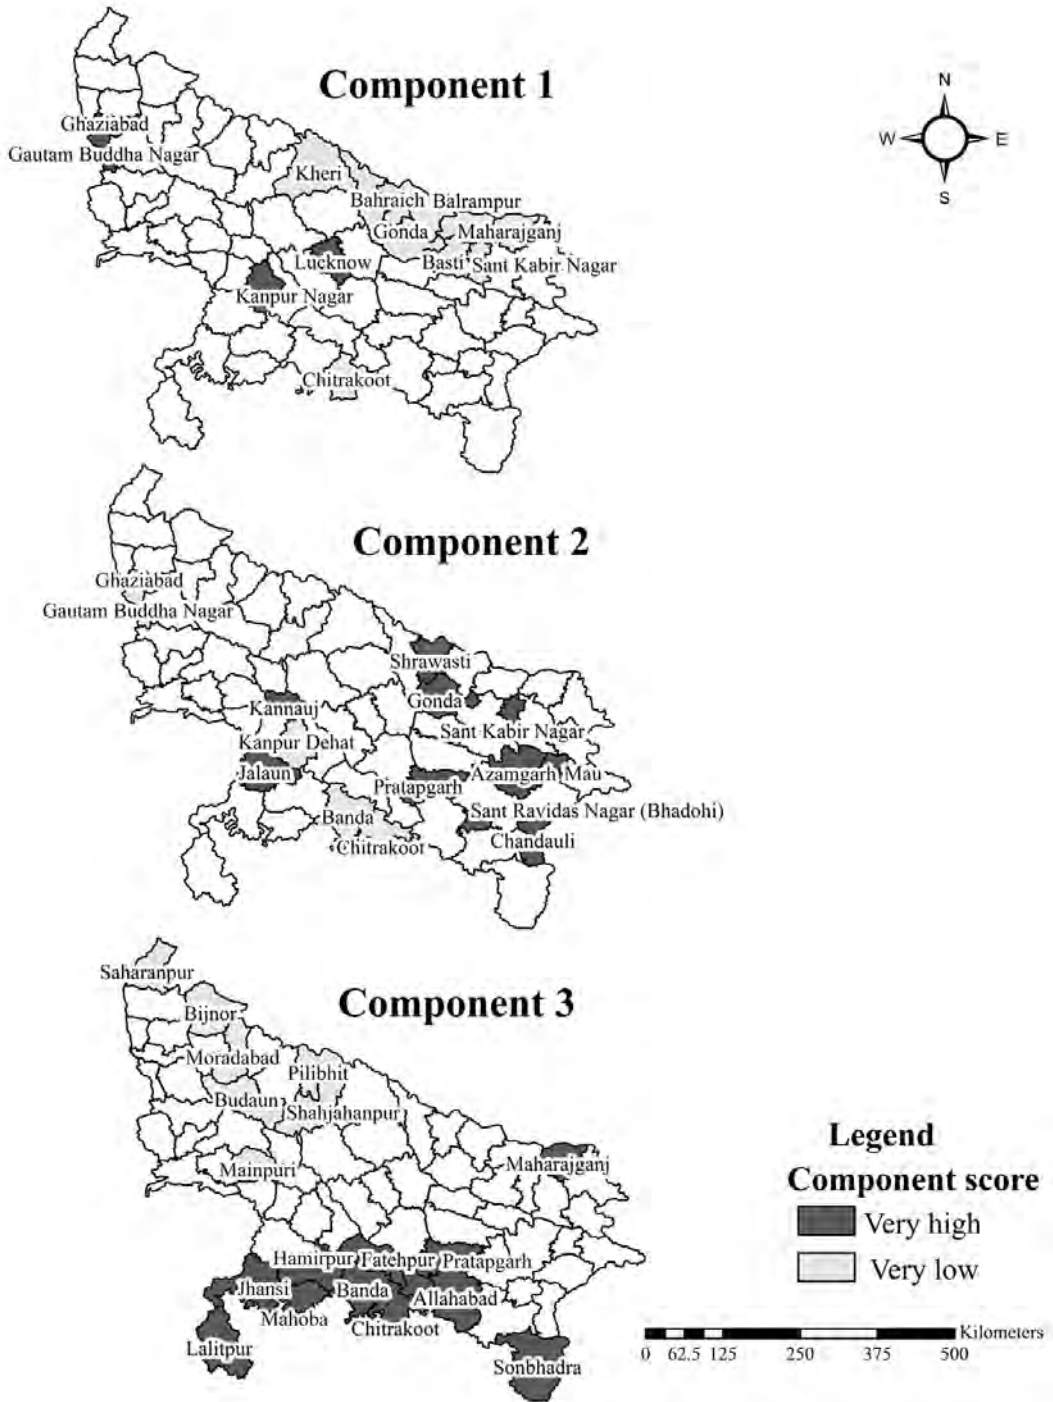 Component 1
N
W E
S
Ghaziabad
Gautam Buddha Nagar
Kheri
Bahraich Balrampur
Gonda Maharajganj
Lucknow Basti Sant Kabir Nagar
Kanpur Nagar
Chitrakoot
Component 2
Ghaziabad
Gautam Buddha Nagar
Shrawasti
Gonda
Kannauj
Sant Kabir Nagar
Kanpur Dehat
Jalaun Azamgarh Mau
Pratapgarh
Sant Ravidas Nagar (Bhadohi)
Banda
Chandauli
Chitrakoot
Component 3
Saharanpur
Bijnor
Moradabad
Pilibhit
Budaun
Shahjahanpur
Mainpuri Maharajganj
Hamirpur Fatehpur Pratapgarh
Jhansi Banda Allahabad
Mahoba Chitrakoot
Lalitpur
Sonbhadra
Legend
Component score
Very high
Very low
Kilometers
0 62.5 125 250 375 500